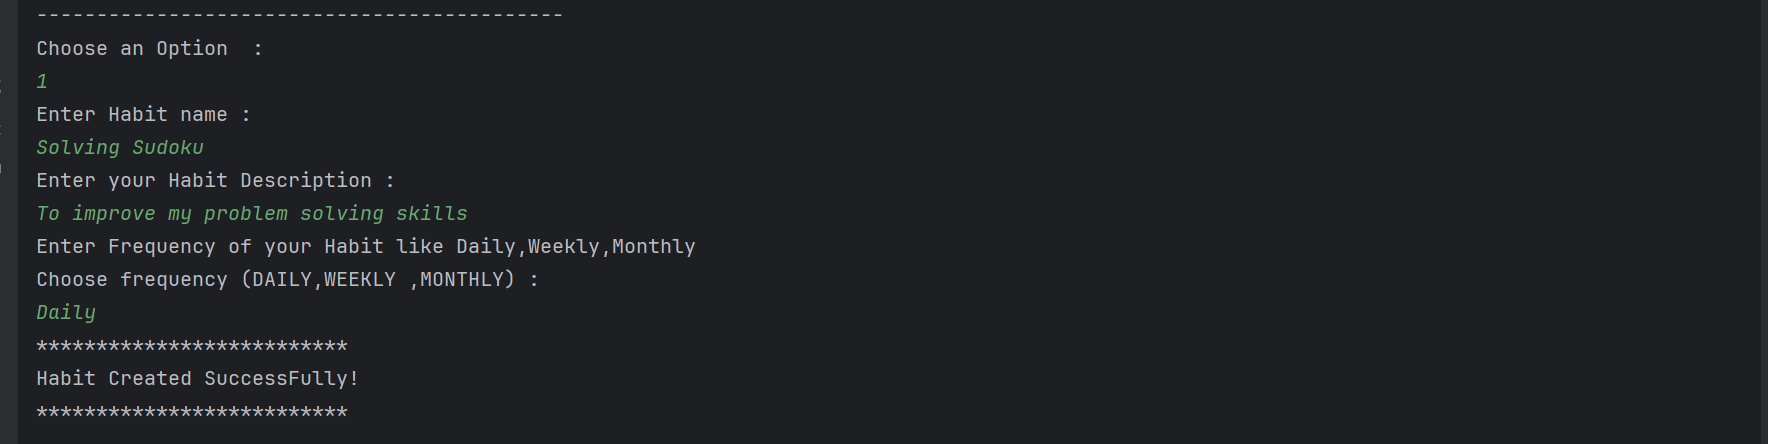 --------------------------------------------
Choose an Option  :
1
Enter Habit name :
Solving Sudoku
Enter your Habit Description :
To improve my problem solving skills
Enter Frequency of your Habit like Daily,Weekly,Monthly
Choose frequency (DAILY,WEEKLY ,MONTHLY) :
Daily
**************************
Habit Created SuccessFully!
**************************